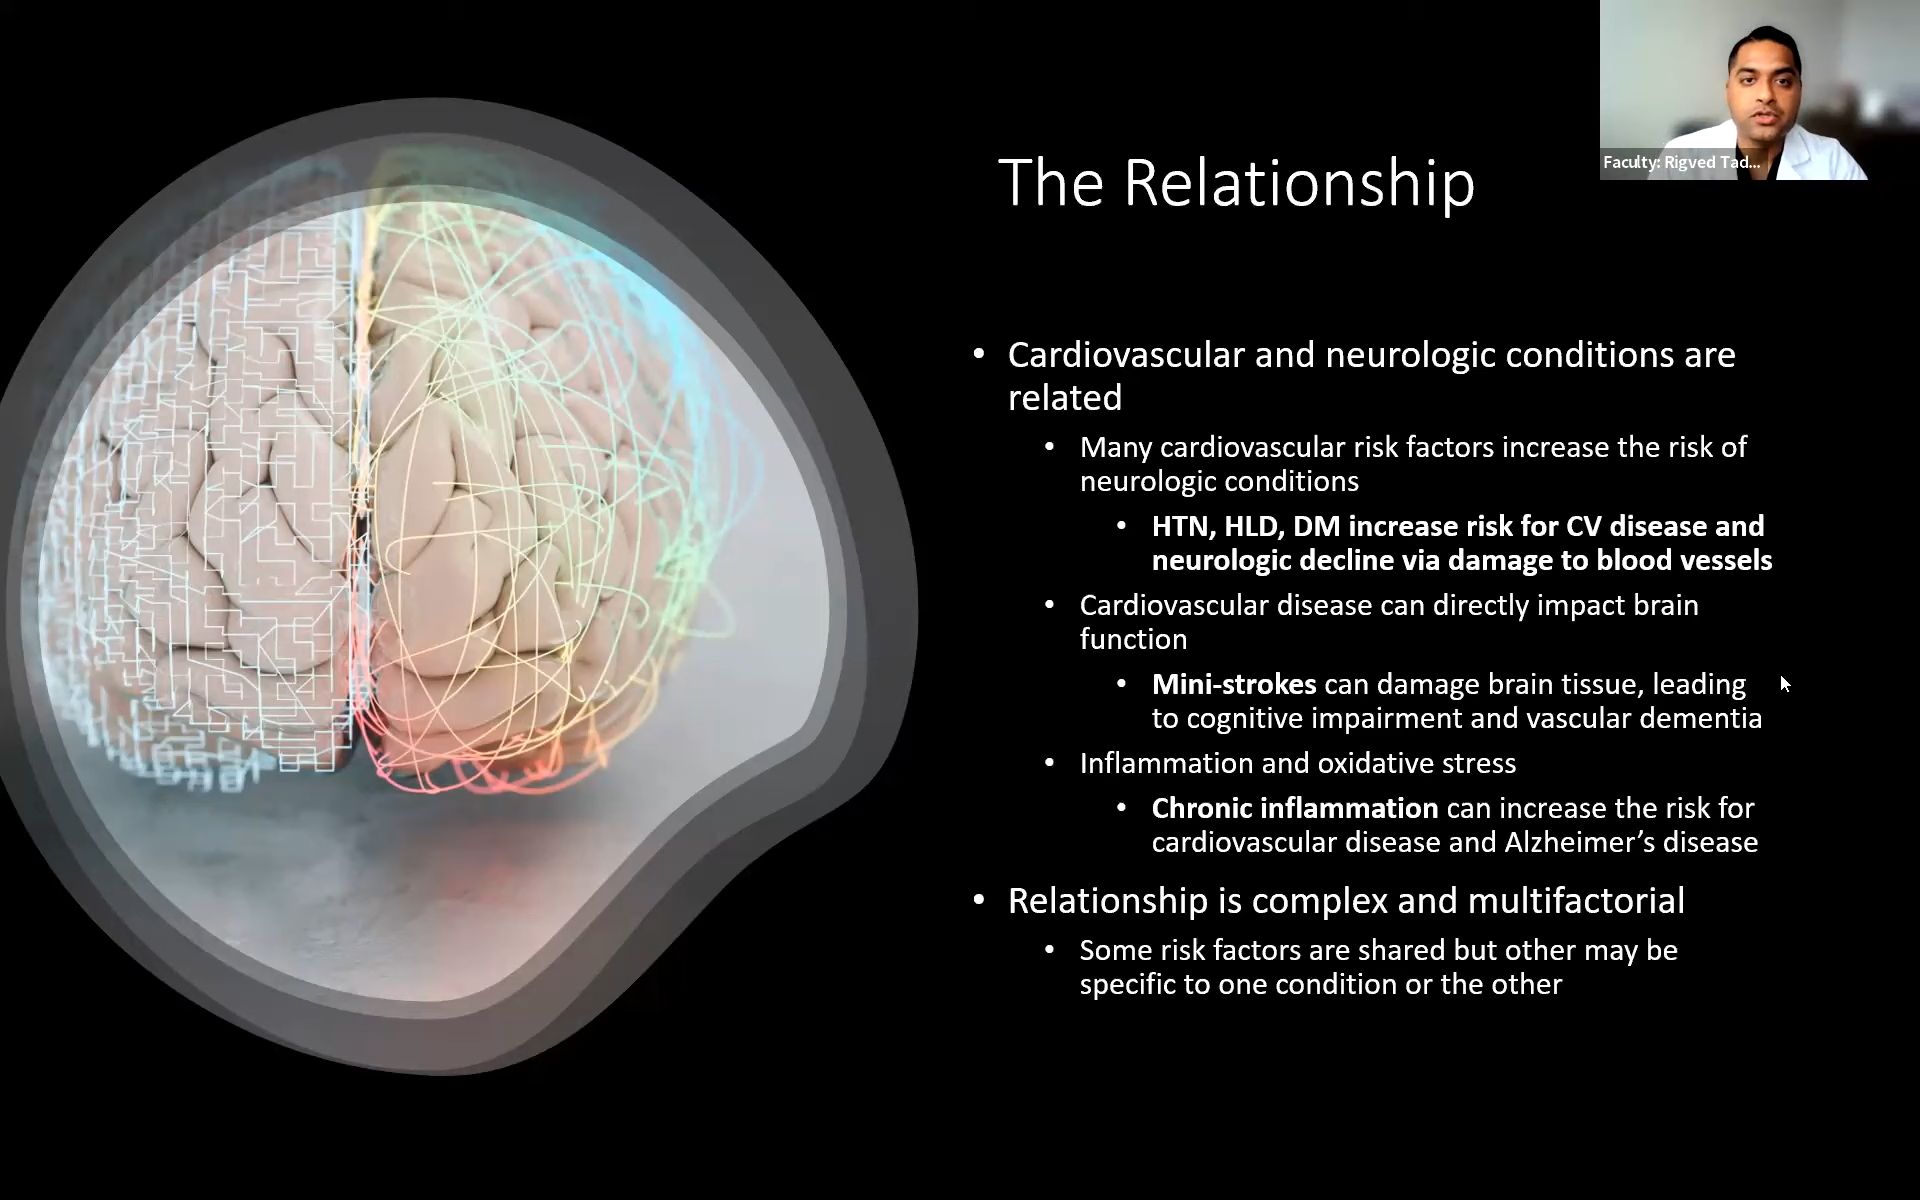 Faculty: Rigved Tad...
The Relationship
• Cardiovascular and neurologic conditions are
related
• Many cardiovascular risk factors increase the risk of
neurologic conditions
• HTN, HLD, DM increase risk for CV disease and
neurologic decline via damage to blood vessels
• Cardiovascular disease can directly impact brain
function
• Mini-strokes can damage brain tissue, leading
to cognitive impairment and vascular dementia
• Inflammation and oxidative stress
• Chronic inflammation can increase the risk for
cardiovascular disease and Alzheimer’s disease
• Relationship is complex and multifactorial
• Some risk factors are shared but other may be
specific to one condition or the other